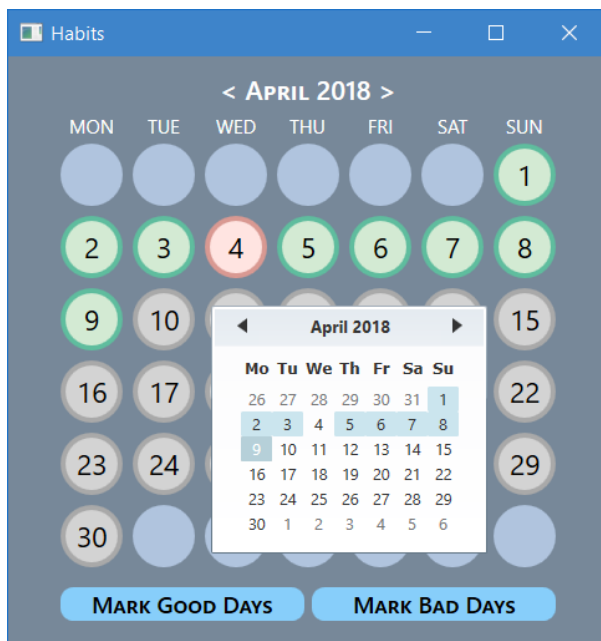 Habits
< APRIL 2018 >
MON TUE WED THU FRI SAT SUN
1
2 3 4 5 6 7 8
9 10 15
April 2018
Mo Tu We Th Fr Sa Su
26 27 28 29 30 31 1
2 3 4 5 6 7 8
9 10 11 12 13 14 15
16 17 18 19 20 21 22
23 24 25 26 27 28 29
30 1 2 3 4 5 6
16 17 22
23 24 29
30
MARK GOOD DAYS MARK BAD DAYS